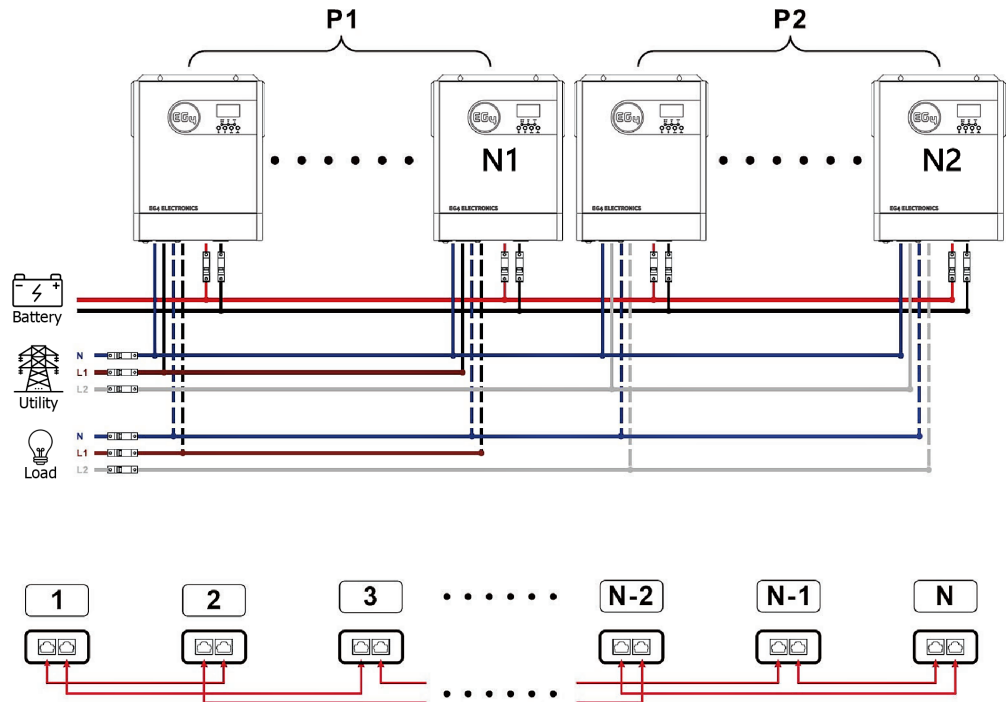 P1 P2
EG4 EG4 EG4 EG4
N1 N2
EG4 ELECTRONICS EG4 ELECTRONICS EG4 ELECTRONICS EG4 ELECTRONICS
- +
Battery
N
L1
L2
Utility
N
L1
L2
Load
1 2 3 N-2 N-1 N